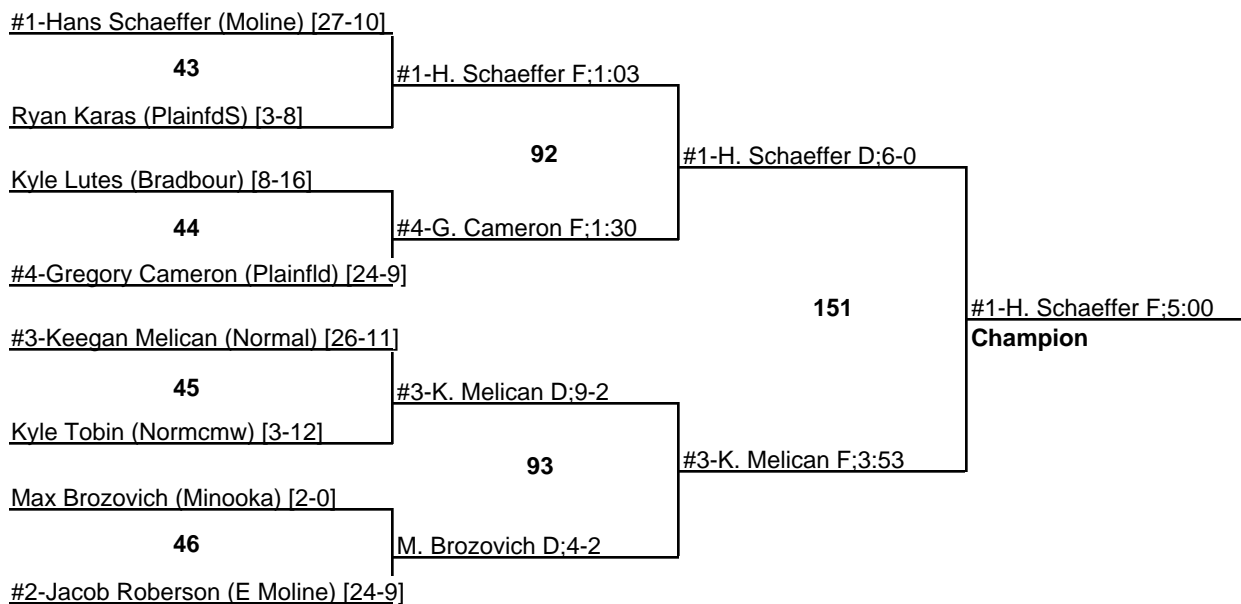 #1-Hans Schaeffer (Moline) [27-10]
43
#1-H. Schaeffer F;1:03
Ryan Karas (PlainfdS) [3-8]
92
#1-H. Schaeffer D;6-0
Kyle Lutes (Bradbour) [8-16]
44
#4-G. Cameron F;1:30
#4-Gregory Cameron (Plainfld) [24-9]
151
#1-H. Schaeffer F;5:00
Champion
#3-Keegan Melican (Normal) [26-11]
45
#3-K. Melican D;9-2
Kyle Tobin (Normcmw) [3-12]
93
#3-K. Melican F;3:53
Max Brozovich (Minooka) [2-0]
46
M. Brozovich D;4-2
#2-Jacob Roberson (E Moline) [24-9]